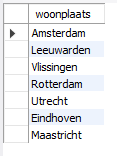 woonplaats
Amsterdam
Leeuwarden
Vlissingen
Rotterdam
Utrecht
Eindhoven
Maastricht